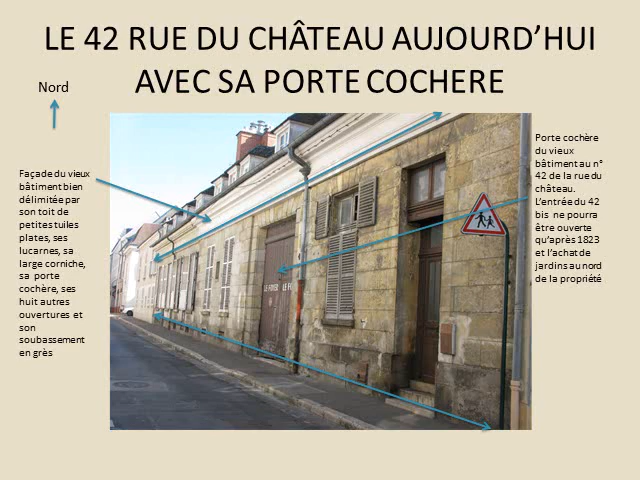 LE 42 RUE DU CHÂTEAU AUJOURD’HUI
AVEC SA PORTE COCHERE
Nord
Façade du vieux
bâtiment bien
délimitée par
son toit de
petites tuiles
plates, ses
lucarnes, sa
large corniche,
sa porte
cochère, ses
huit autres
ouvertures et
son
soubassement
en grès
Porte cochère
du vieux
bâtiment au n°
42 de la rue du
château.
L’entrée du 42
bis ne pourra
être ouverte
qu’après 1823
et l’achat de
jardins au nord
de la propriété
LE FOYER